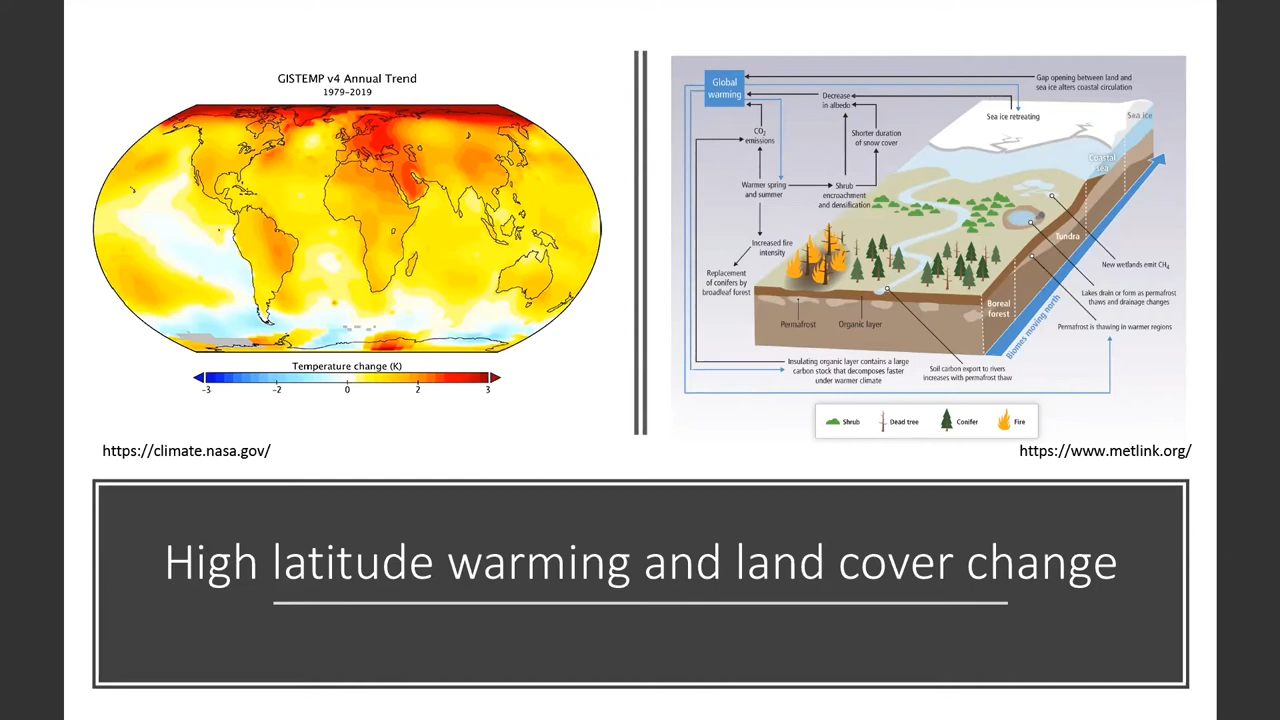 GISTEMP v4 Annual Trend
1979-2019
Temperature change (K)
-3
-2
0
2
3
https://climate.nasa.gov/
Global
warming
Gap opening between land and
sea ice alters coastal circulation
Decrease
in albedo
Sea ice retreating
Sea ice
CO2
emissions
Shorter duration
of snow cover
Coastal
sea
Warmer spring
and summer
Shrub
encroachment
and densification
Tundra
Increased fire
intensity
New wetlands emit CH4
Replacement
of conifers by
broadleaf forest
Lakes drain or form as permafrost
thaws and drainage changes
Boreal
forest
Biomes moving north
Permafrost
Organic layer
Permafrost is thawing in warmer regions
Insulating organic layer contains a large
carbon stock that decomposes faster
under warmer climate
Soil carbon export to rivers
increases with permafrost thaw
Shrub
Dead tree
Conifer
Fire
https://www.metlink.org/
High latitude warming and land cover change